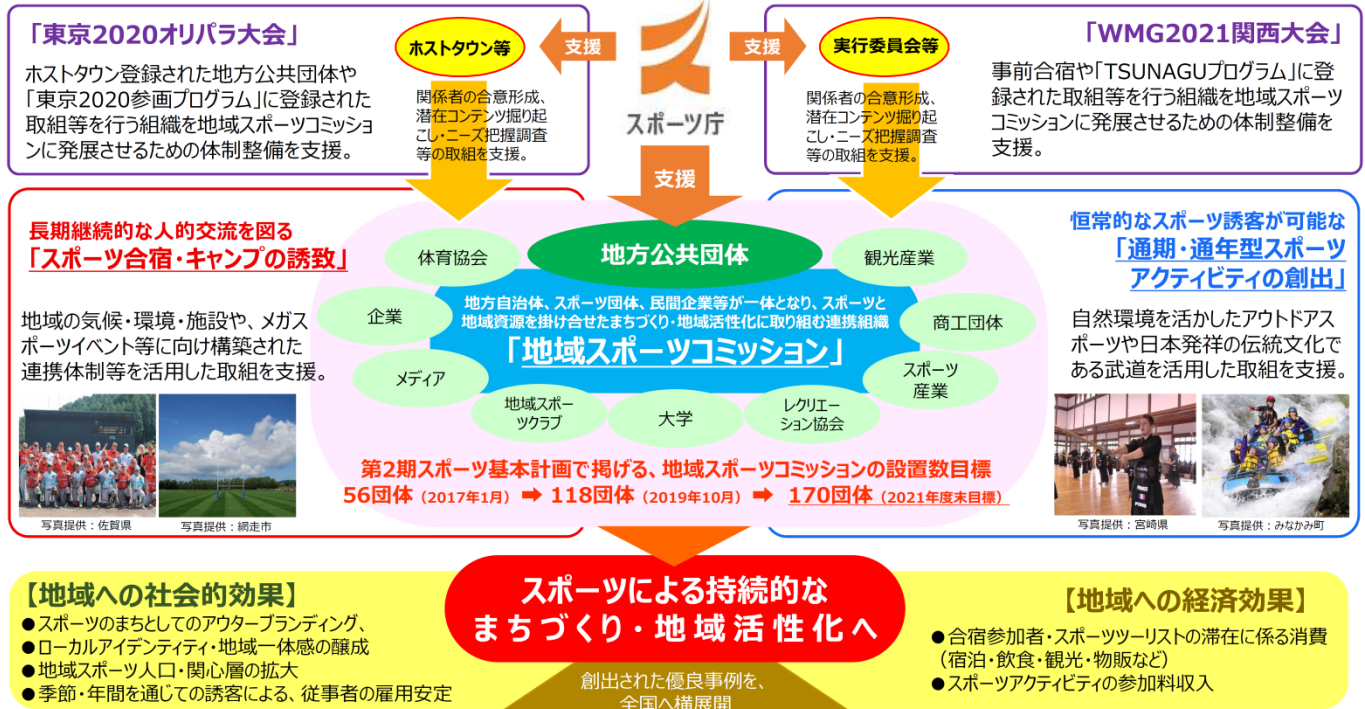 「東京2020オリパラ大会」
ホストタウン登録された地方公共団体や
「東京2020参画プログラム」に登録された
取組等を行う組織を地域スポーツコミッショ
ンに発展させるための体制整備を支援。
ホストタウン等
支援
関係者の合意形成、
潜在コンテンツ掘り起
こし・ニーズ把握調査
等の取組を支援。
スポーツ庁
支援
支援
実行委員会等
関係者の合意形成、
潜在コンテンツ掘り起
こし・ニーズ把握調査
等の取組を支援。
「WMG2021関西大会」
事前合宿や「TSUNAGUプログラム」に登
録された取組等を行う組織を地域スポーツ
コミッションに発展させるための体制整備を
支援。
長期継続的な人的交流を図る
「スポーツ合宿・キャンプの誘致」
地域の気候・環境・施設や、メガス
ポーツイベント等に向け構築された
連携体制等を活用した取組を支援。
写真提供：佐賀県
写真提供：網走市
体育協会
地方公共団体
観光産業
企業
地方自治体、スポーツ団体、民間企業等が一体となり、スポーツと
地域資源を掛け合せたまちづくり・地域活性化に取り組む連携組織
「地域スポーツコミッション」
商工団体
メディア
スポーツ
産業
地域スポー
ツクラブ
大学
レクリエー
ション協会
第2期スポーツ基本計画で掲げる、地域スポーツコミッションの設置数目標
56団体（2017年1月）➡ 118団体（2019年10月）➡ 170団体（2021年度末目標）
恒常的なスポーツ誘客が可能な
「通期・通年型スポーツ
アクティビティの創出」
自然環境を活かしたアウトドアス
ポーツや日本発祥の伝統文化で
ある武道を活用した取組を支援。
写真提供：宮崎県
写真提供：みなかみ町
スポーツによる持続的な
まちづくり・地域活性化へ
創出された優良事例を、
全国へ横展開
【地域への社会的効果】
●スポーツのまちとしてのアウターブランディング、
●ローカルアイデンティティ・地域一体感の醸成
●地域スポーツ人口・関心層の拡大
●季節・年間を通じての誘客による、従事者の雇用安定
【地域への経済効果】
●合宿参加者・スポーツツーリストの滞在に係る消費
（宿泊・飲食・観光・物販など）
●スポーツアクティビティの参加料収入